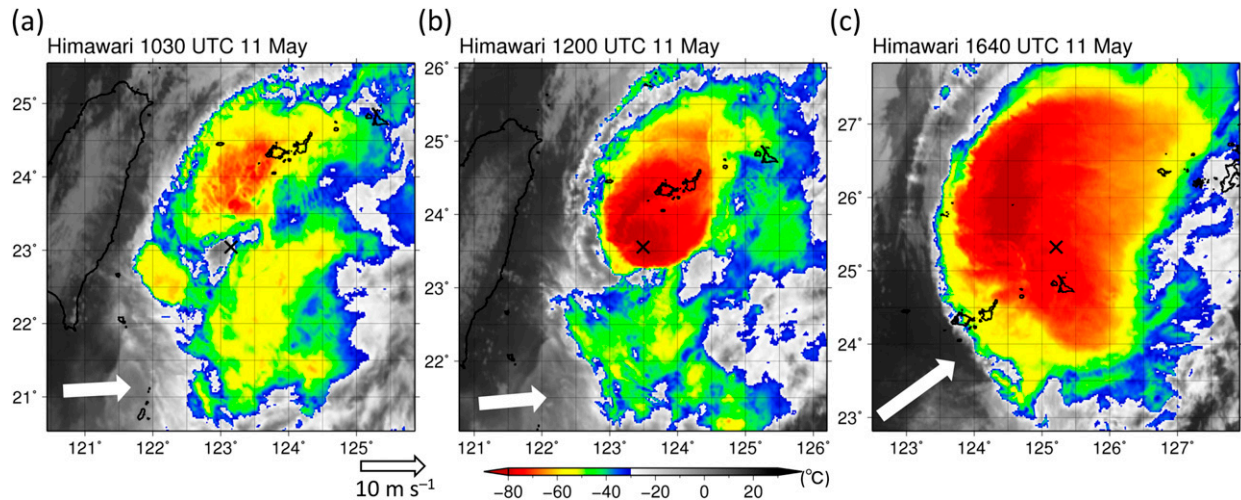 (a)
Himawari 1030 UTC 11 May
25˚
24˚
23˚
22˚
21˚
121 122 123 124 125
10 m s⁻¹
(b)
Himawari 1200 UTC 11 May
26˚
25˚
24˚
23˚
22˚
121 122 123 124 125 126
−80 −60 −40 −20 0 20 (℃)
(c)
Himawari 1640 UTC 11 May
27˚
26˚
25˚
24˚
23˚
123 124 125 126 127